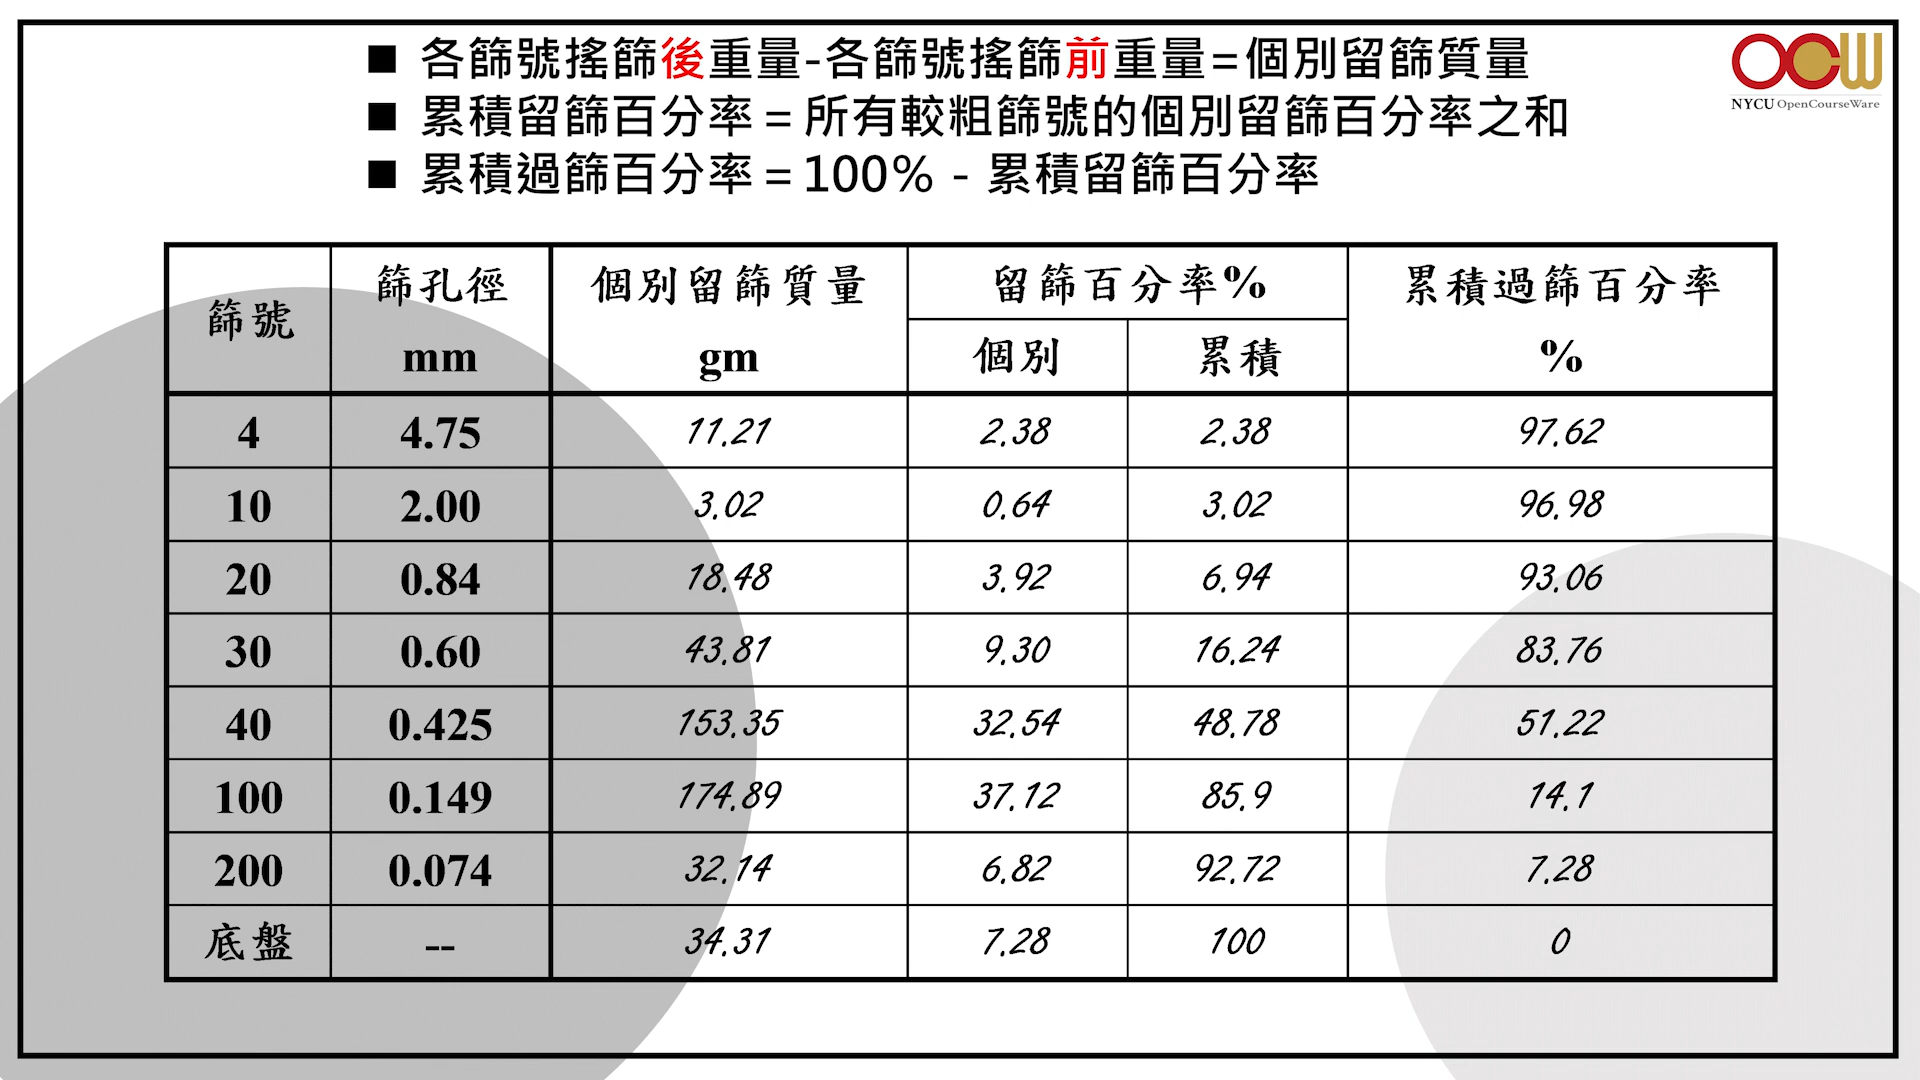 ■ 各篩號搖篩後重量-各篩號搖篩前重量=個別留篩質量
■ 累積留篩百分率 = 所有較粗篩號的個別留篩百分率之和
■ 累積過篩百分率 = 100% - 累積留篩百分率
OCW
NYCU OpenCourseWare
篩號 篩孔徑 mm 個別留篩質量 gm 留篩百分率% 累積過篩百分率 %
個別 累積
4 4.75 11.21 2.38 2.38 97.62
10 2.00 3.02 0.64 3.02 96.98
20 0.84 18.48 3.92 6.94 93.06
30 0.60 43.81 9.30 16.24 83.76
40 0.425 153.35 32.54 48.78 51.22
100 0.149 174.89 37.12 85.9 14.1
200 0.074 32.14 6.82 92.72 7.28
底盤 -- 34.31 7.28 100 0